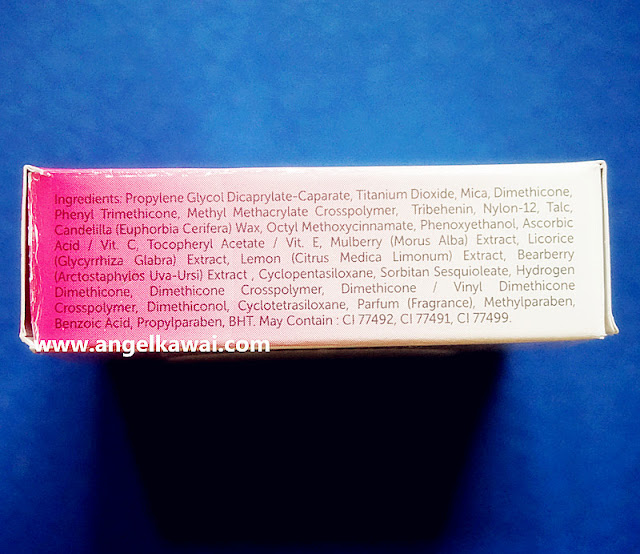 Ingredients: Propylene Glycol Dicaprylate-Caparate, Titanium Dioxide, Mica, Dimethicone,
Phenyl Trimethicone, Methyl Methacrylate Crosspolymer, Tribehenin, Nylon-12, Talc,
Candelilla (Euphorbia Cerifera) Wax, Octyl Methoxycinnamate, Phenoxyethanol, Ascorbic
Acid / Vit. C, Tocopheryl Acetate / Vit. E, Mulberry (Morus Alba) Extract, Licorice
(Glycyrrhiza Glabra) Extract, Lemon (Citrus Medica Limonum) Extract, Bearberry
(Arctostaphvlos Uva-Ursi) Extract , Cyclopentasiloxane, Sorbitan Sesquioleate, Hydrogen
Dimethicone, Dimethicone Crosspolymer, Dimethicone / Vinyl Dimethicone
Crosspolymer, Dimethiconol, Cyclotetrasiloxane, Parfum (Fragrance), Methylparaben,
Benzoic Acid, Propylparaben, BHT. May Contain : CI 77492, CI 77491, CI 77499.
www.angelkawai.com